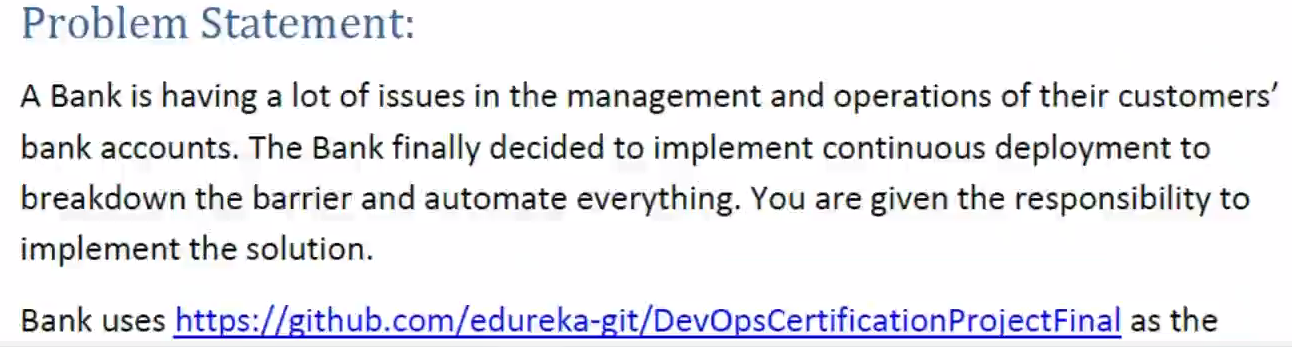 Problem Statement:
A Bank is having a lot of issues in the management and operations of their customers’
bank accounts. The Bank finally decided to implement continuous deployment to
breakdown the barrier and automate everything. You are given the responsibility to
implement the solution.
Bank uses https://github.com/edureka-git/DevOpsCertificationProjectFinal as the